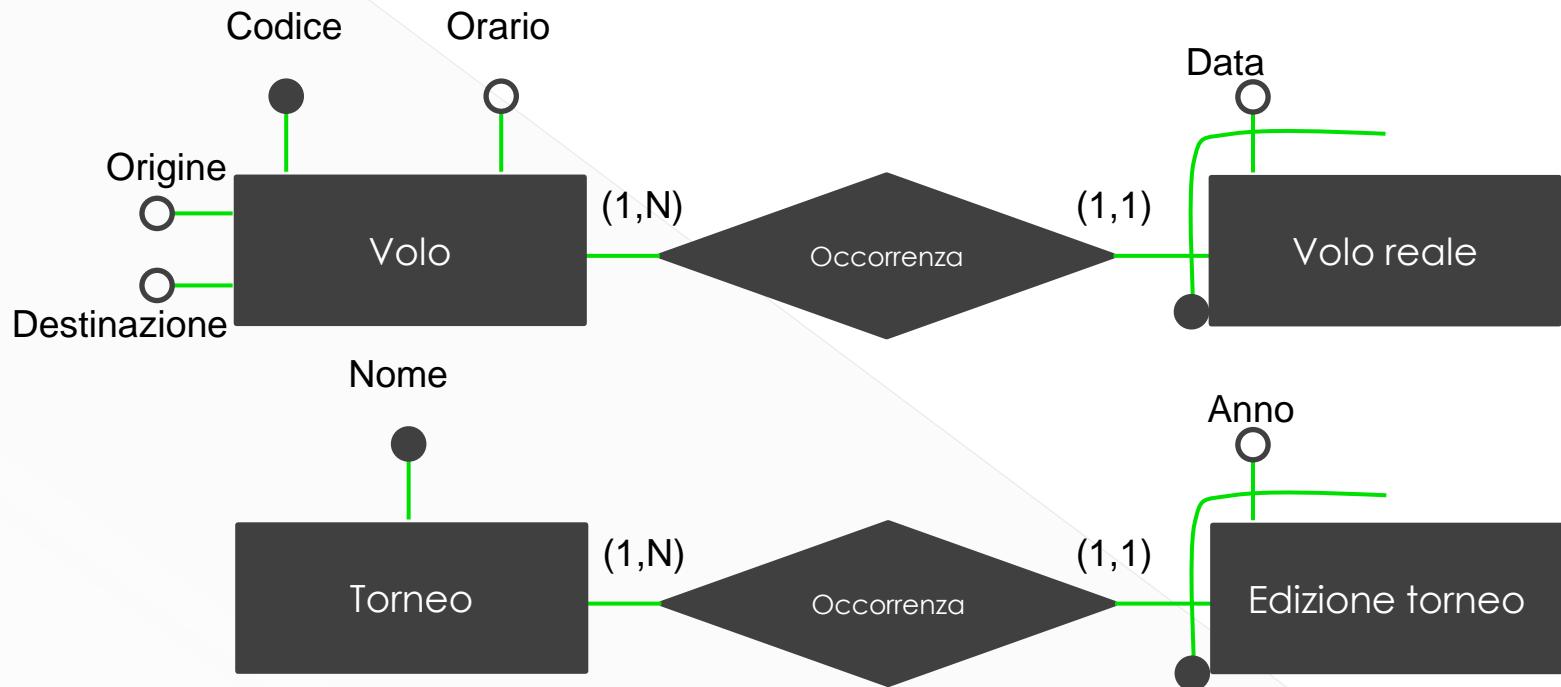 Codice
Orario
Data
Origine
(1,N)
(1,1)
Volo
Occorrenza
Volo reale
Destinazione
Nome
Anno
(1,N)
(1,1)
Torneo
Occorrenza
Edizione torneo